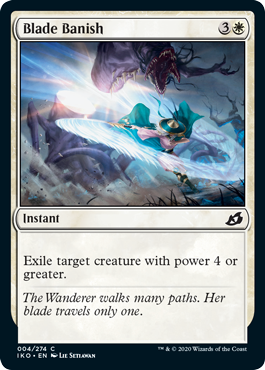 Blade Banish 3
Instant
Exile target creature with power 4 or
greater.
The Wanderer walks many paths. Her
blade travels only one.
004/274 C
IKO • EN Lie Setiawan
™ & © 2020 Wizards of the Coast